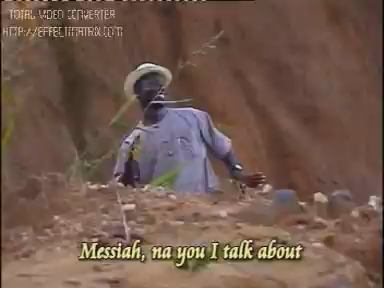 TOTAL VIDEO CONVERTER
HTTP://EFFECTMATRIX.COM
Messiah, na you I talk about